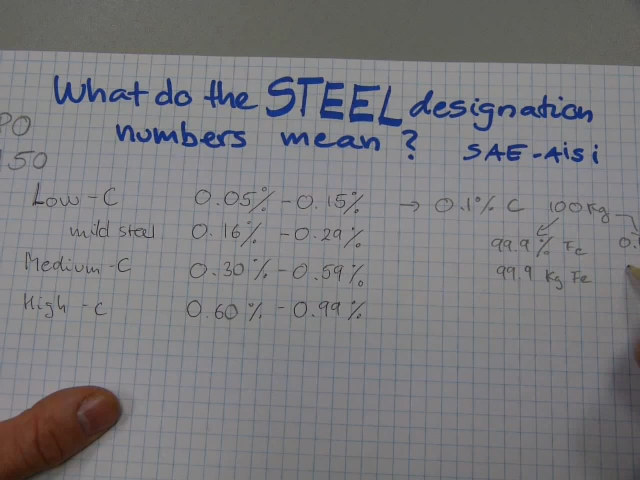 What do the STEEL designation
numbers mean ? SAE-AiSi
50
Low-C 0.05% - 0.15% → 0.1% C 100 Kg
mild steel 0.16% - 0.29% 99.9% Fe 0.
Medium-C 0.30% - 0.59% 99.9 Kg Fe
High-C 0.60% - 0.99%